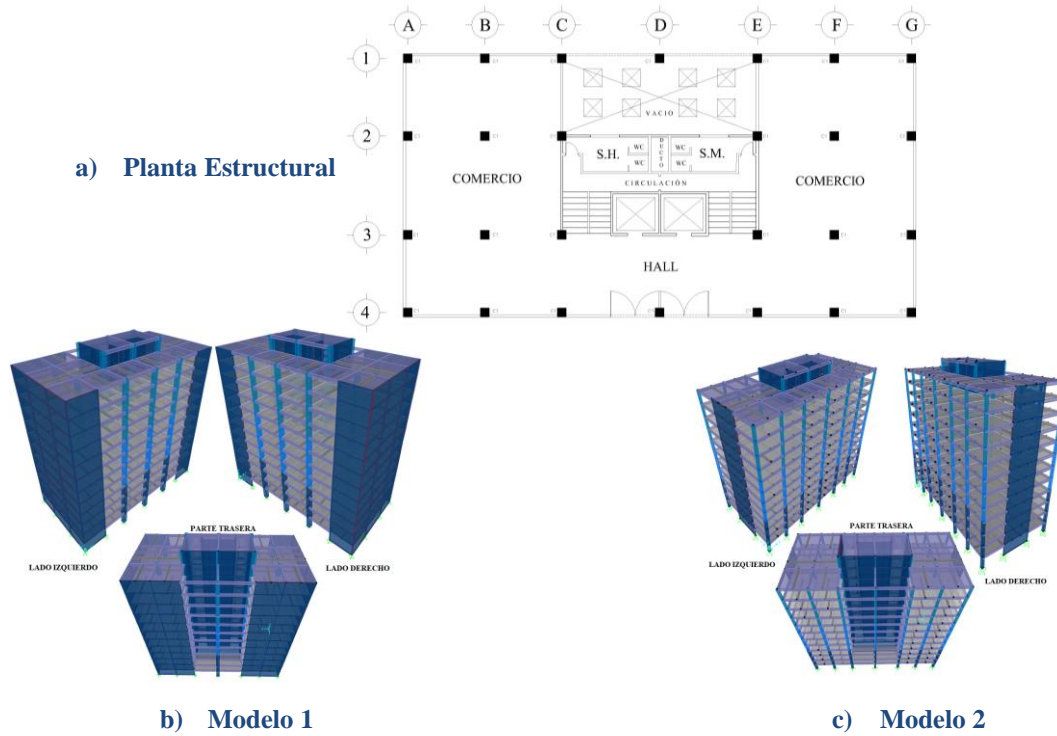 A B C D E F G
1
VACIO
2
a) Planta Estructural
S.H. WC DUCTO WC S.M.
WC WC
COMERCIO
CIRCULACIÓN
COMERCIO
3
HALL
4
PARTE TRASERA
LADO IZQUIERDO
LADO DERECHO
PARTE TRASERA
LADO IZQUIERDO
LADO DERECHO
b) Modelo 1
c) Modelo 2